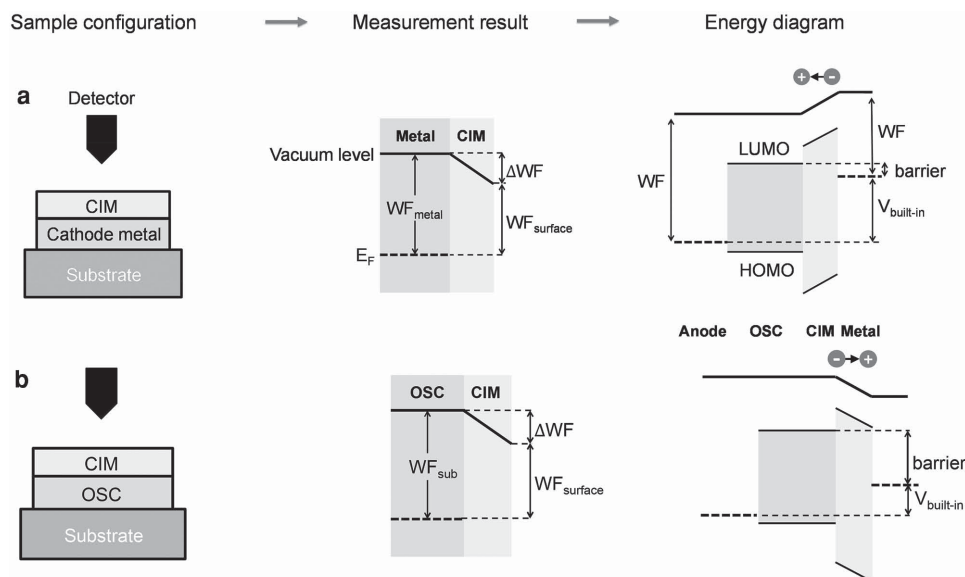 Sample configuration Measurement result Energy diagram
a
Detector
CIM
Cathode metal
Substrate
Metal CIM
Vacuum level
ΔWF
WFmetal
WFsurface
EF
+ -
WF
LUMO
WF
barrier
Vbuilt-in
HOMO
Anode OSC CIM Metal
b
CIM
OSC
Substrate
OSC CIM
ΔWF
WFsub
WFsurface
- +
barrier
Vbuilt-in